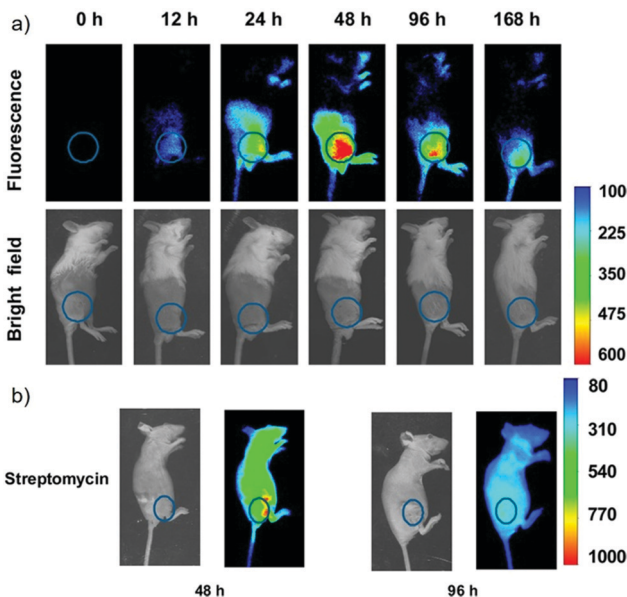 a)
0 h 12 h 24 h 48 h 96 h 168 h
Fluorescence
Bright field
100
225
350
475
600
b)
Streptomycin
80
310
540
770
1000
48 h 96 h